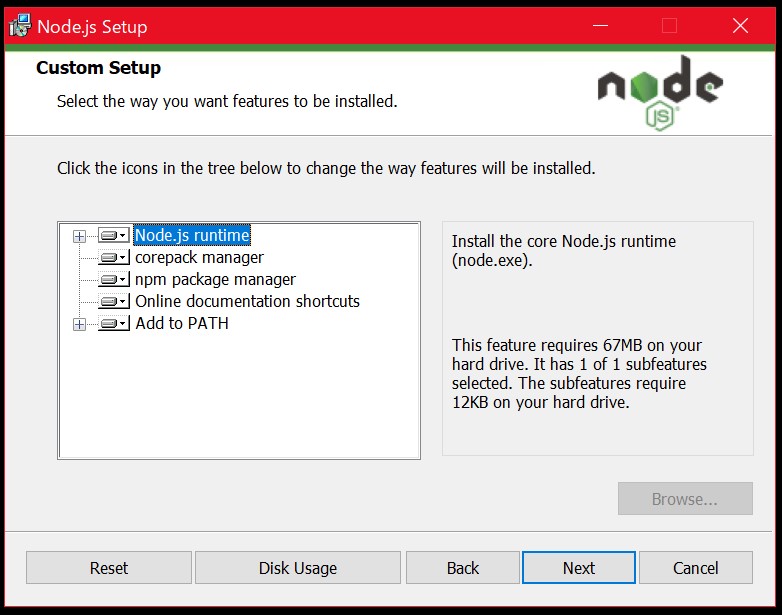 Node.js Setup
Custom Setup
Select the way you want features to be installed.
node
JS
Click the icons in the tree below to change the way features will be installed.
Node.js runtime
corepack manager
npm package manager
Online documentation shortcuts
Add to PATH
Install the core Node.js runtime
(node.exe).
This feature requires 67MB on your
hard drive. It has 1 of 1 subfeatures
selected. The subfeatures require
12KB on your hard drive.
Browse...
Reset
Disk Usage
Back
Next
Cancel